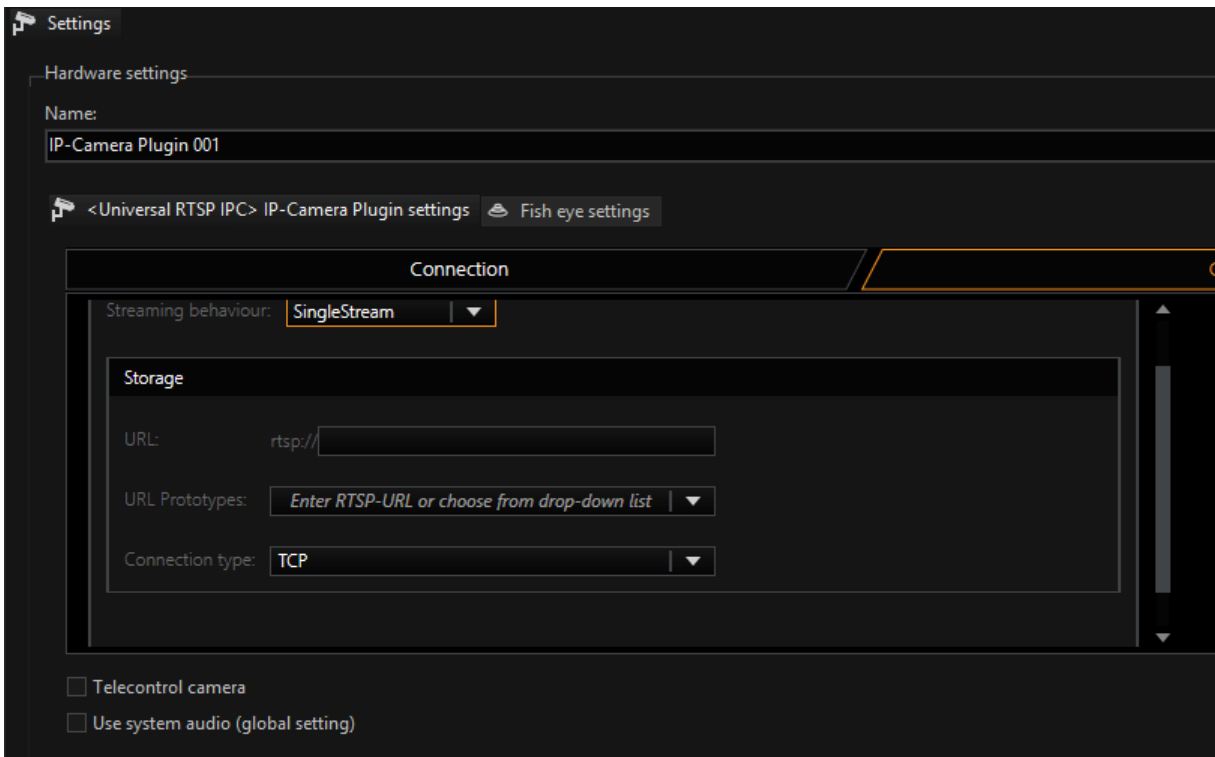 Settings
Hardware settings
Name:
IP-Camera Plugin 001
<Universal RTSP IPC> IP-Camera Plugin settings Fish eye settings
Connection
Streaming behaviour: SingleStream
Storage
URL: rtsp://
URL Prototypes: Enter RTSP-URL or choose from drop-down list
Connection type: TCP
Telecontrol camera
Use system audio (global setting)